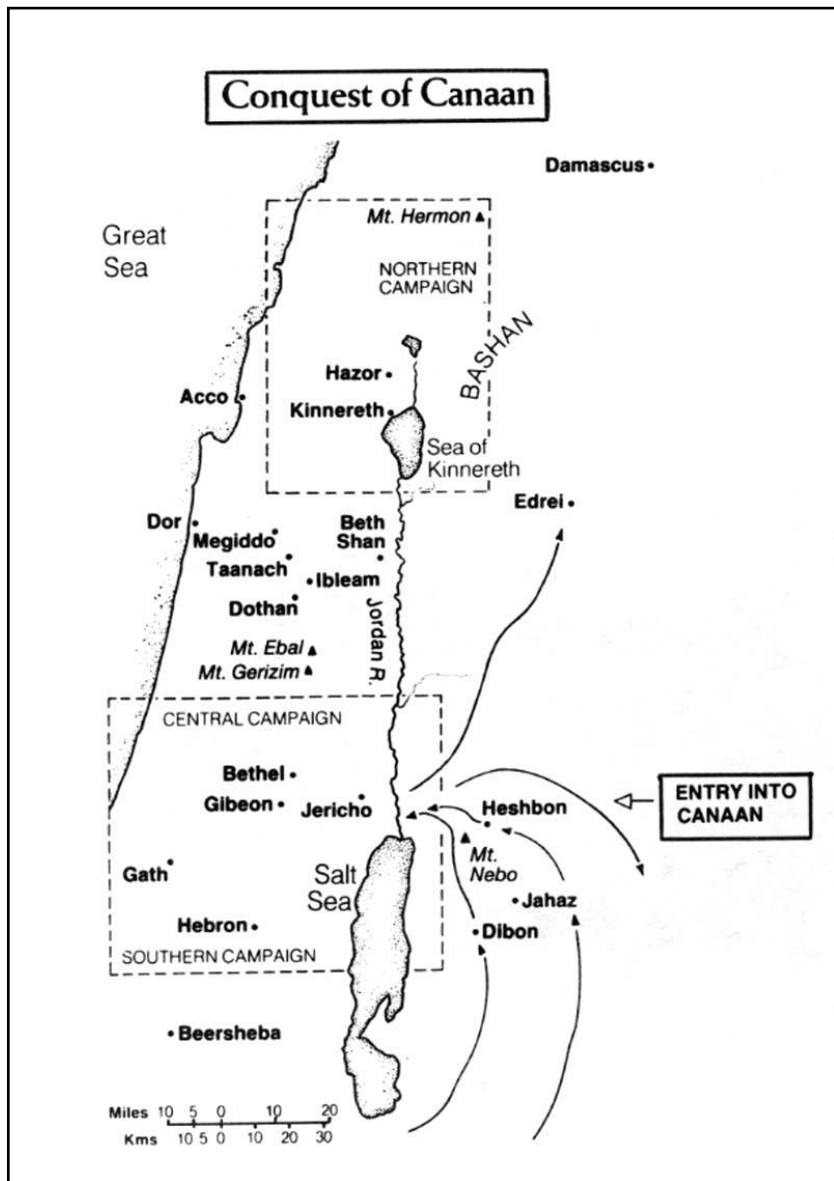 Conquest of Canaan
Damascus
Mt. Hermon
Great
Sea
NORTHERN
CAMPAIGN
BASHAN
Hazor
Acco
Kinnereth
Sea of
Kinnereth
Edrei
Dor
Beth
Shan
Megiddo
Taanach
Ibleam
Dothan
Jordan R.
Mt. Ebal
Mt. Gerizim
CENTRAL CAMPAIGN
Bethel
Gibeon
Jericho
Heshbon
ENTRY INTO
CANAAN
Mt.
Nebo
Gath
Salt
Sea
Jahaz
Hebron
Dibon
SOUTHERN CAMPAIGN
Beersheba
Miles 10 5 0 10 20
Kms 10 5 0 10 20 30